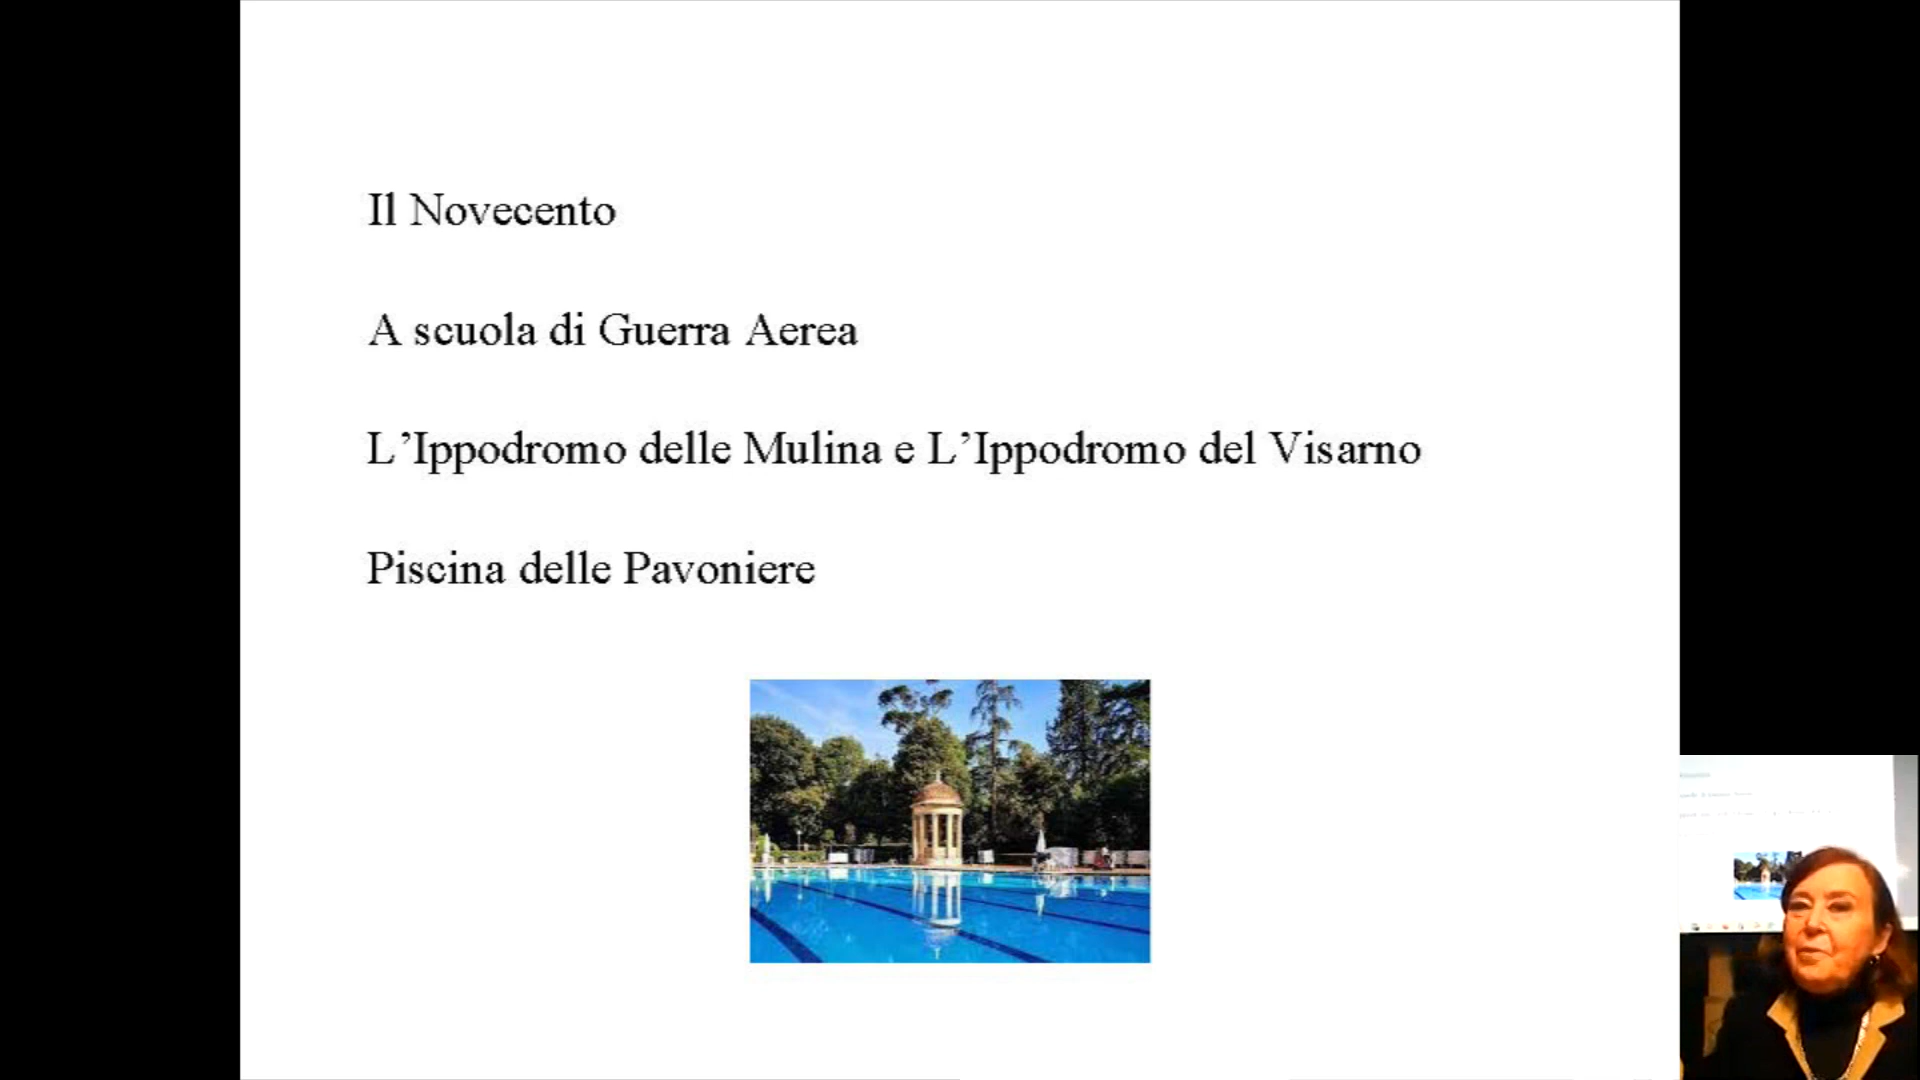 Il Novecento
A scuola di Guerra Aerea
L’Ippodromo delle Mulina e L’Ippodromo del Visarno
Piscina delle Pavoniere